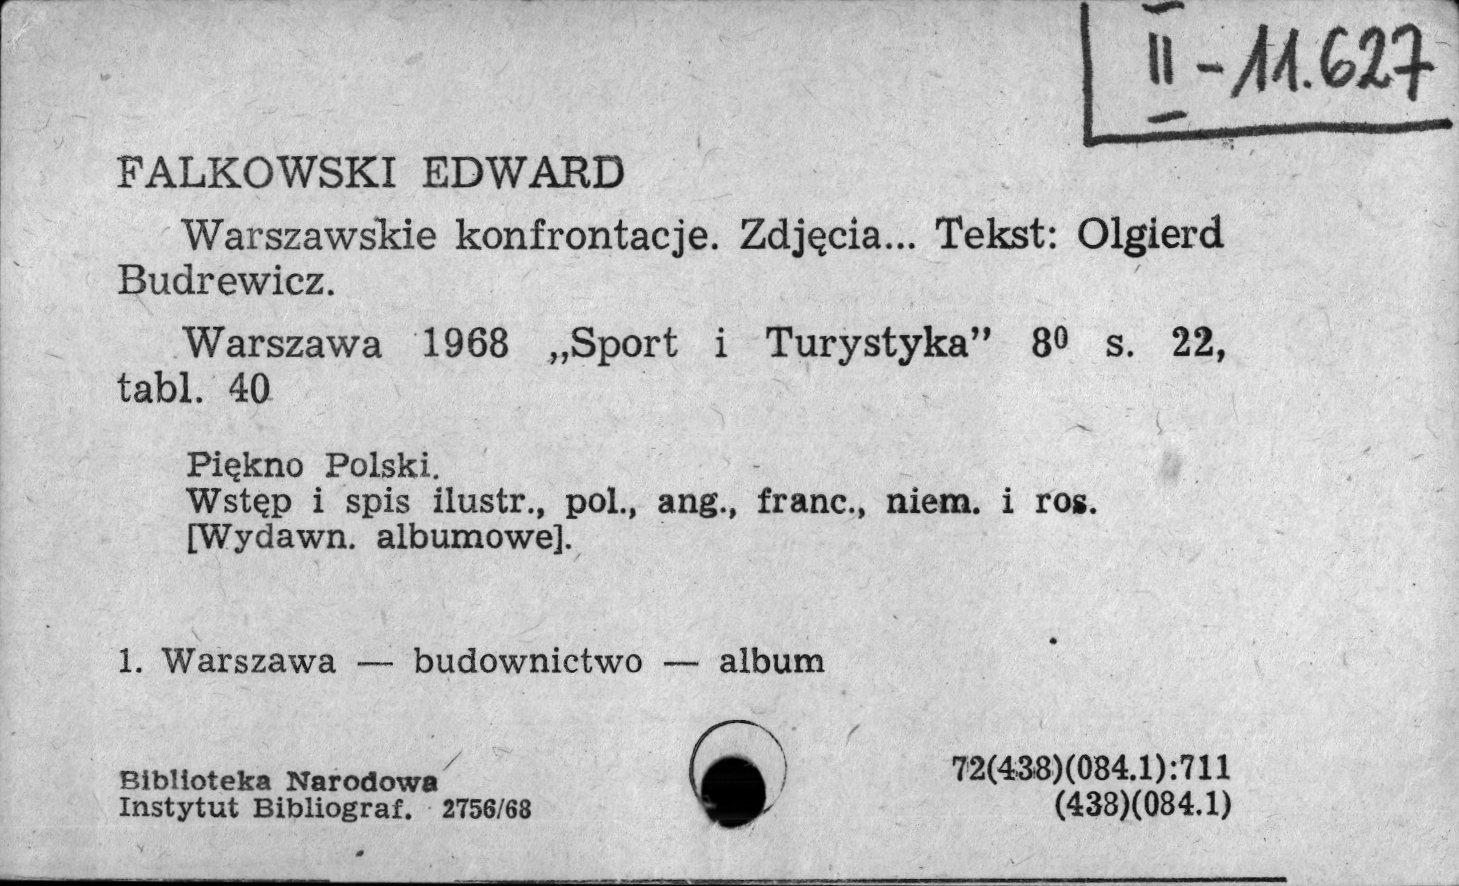 II-11.627
FALKOWSKI EDWARD
Warszawskie konfrontacje. Zdjęcia... Tekst: Olgierd
Budrewicz.
Warszawa 1968 „Sport i Turystyka” 8⁰ s. 22,
tabl. 40
Piękno Polski.
Wstęp i spis ilustr., pol., ang., franc., niem. i ros.
[Wydawn. albumowe].
1. Warszawa — budownictwo — album
Biblioteka Narodowa
Instytut Bibliograf. 2756/68
72(438)(084.1):711
(438)(084.1)